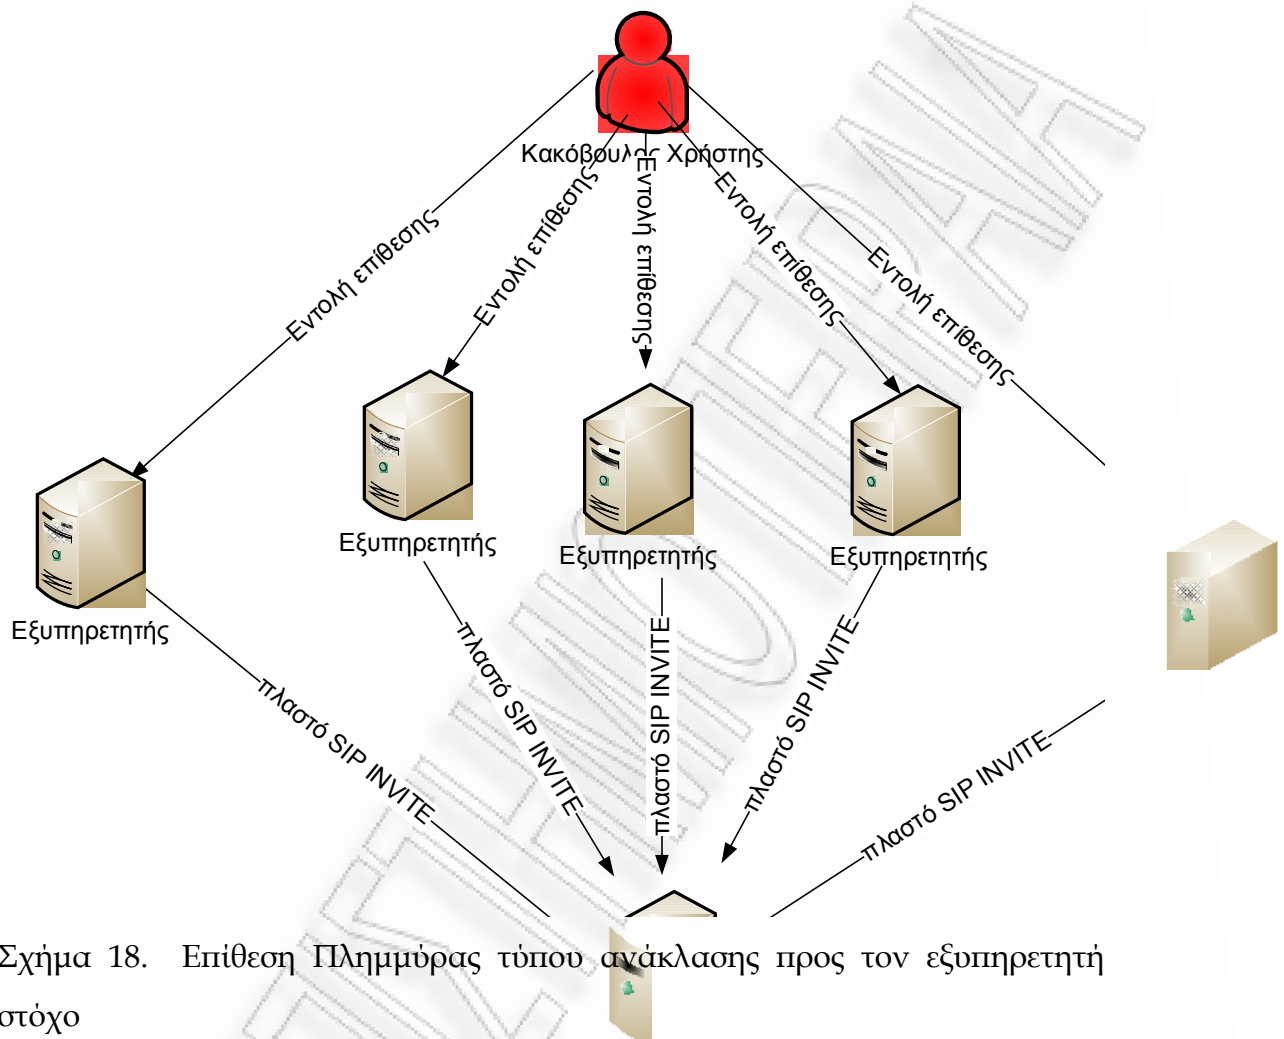 Κακόβουλος Χρήστης
Εντολή επίθεσης
Εντολή επίθεσης
Εντολή επίθεσης
Εντολή επίθεσης
Εντολή επίθεσης
Εξυπηρετητής
Εξυπηρετητής
Εξυπηρετητής
Εξυπηρετητής
πλαστό SIP INVITE
πλαστό SIP INVITE
πλαστό SIP INVITE
πλαστό SIP INVITE
πλαστό SIP INVITE
Σχήμα 18. Επίθεση Πλημμύρας τύπου ανάκλασης προς τον εξυπηρετητή
στόχο